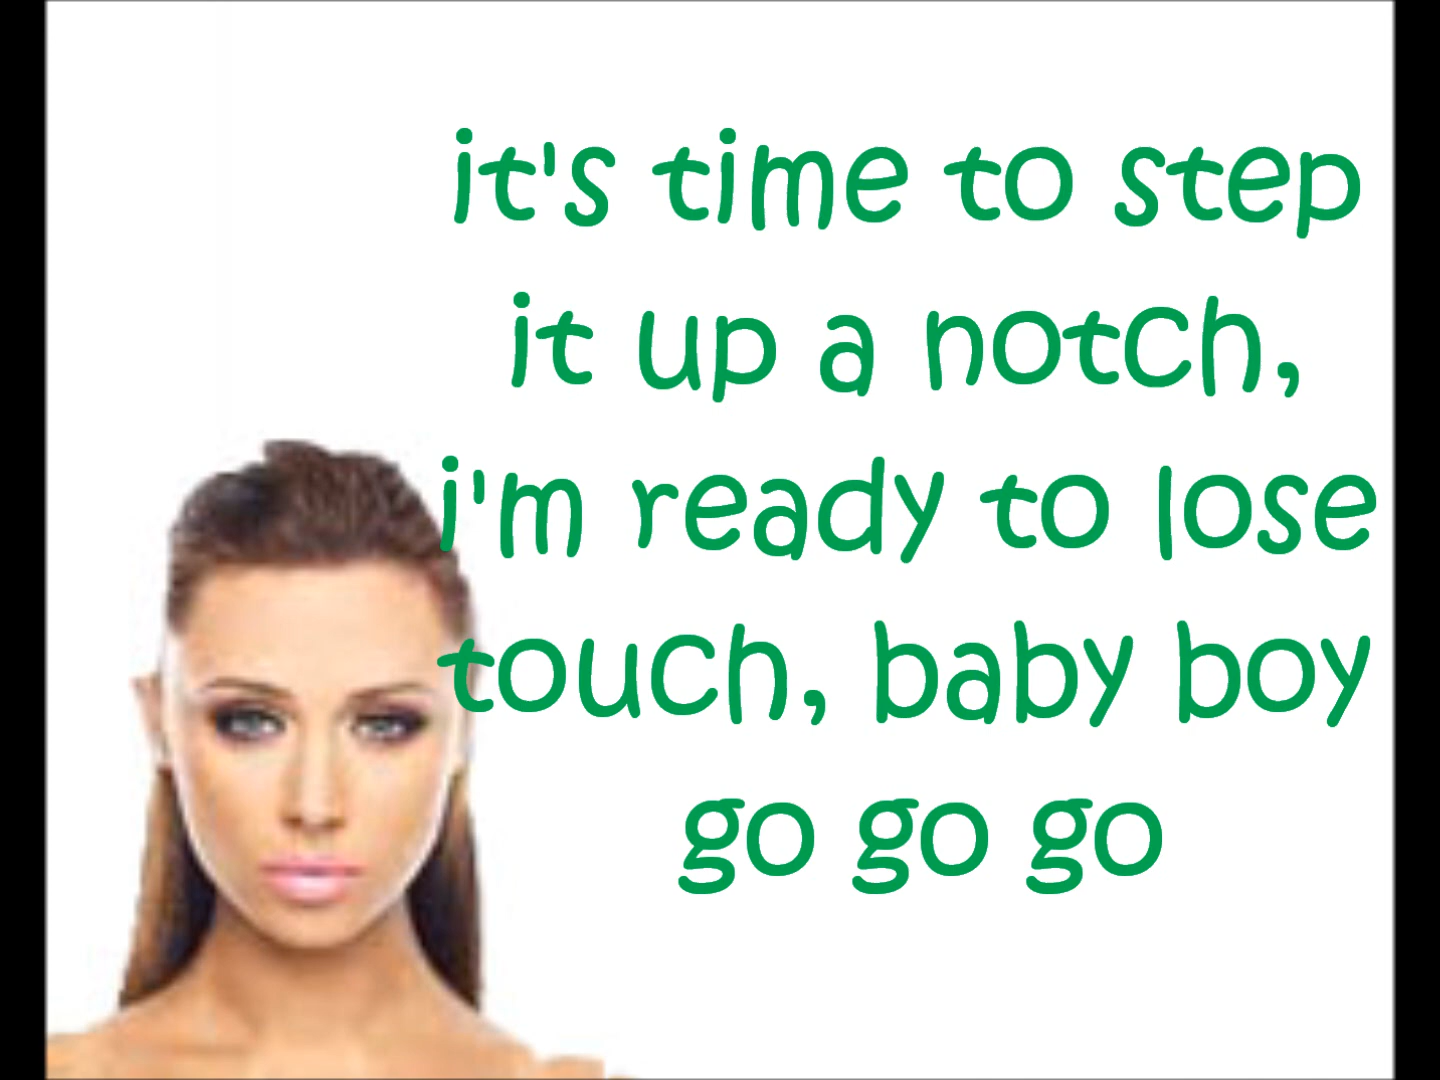 it's time to step
it up a notch,
i'm ready to lose
touch, baby boy
go go go